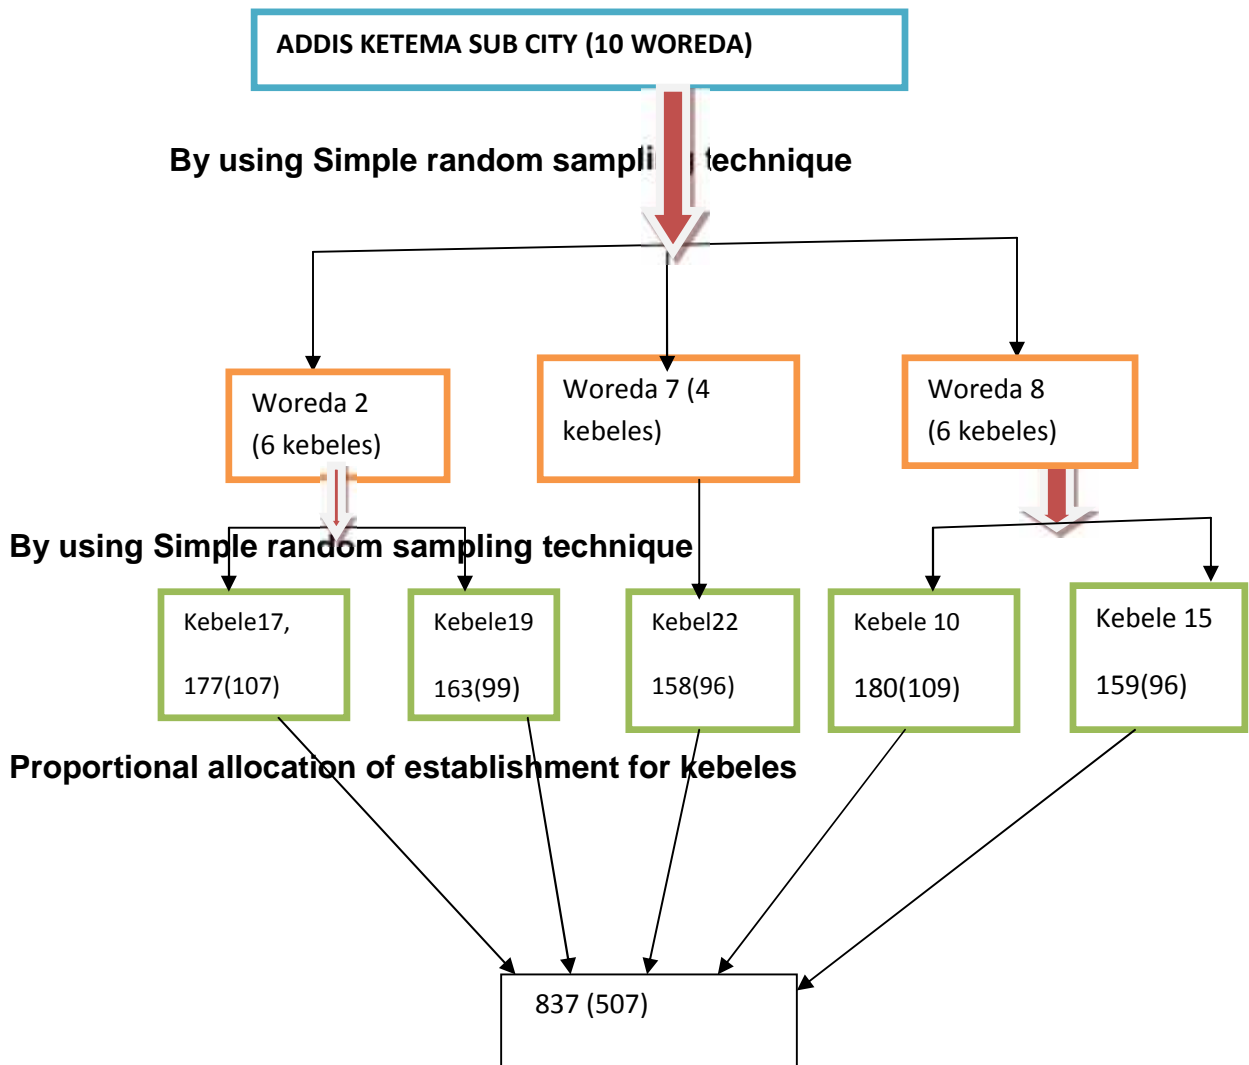 ADDIS KETEMA SUB CITY (10 WOREDA)
By using Simple random sampling technique
Woreda 2
(6 kebeles)
Woreda 7 (4
kebeles)
Woreda 8
(6 kebeles)
By using Simple random sampling technique
Kebele17,
177(107)
Kebele19
163(99)
Kebel22
158(96)
Kebele 10
180(109)
Kebele 15
159(96)
Proportional allocation of establishment for kebeles
837 (507)